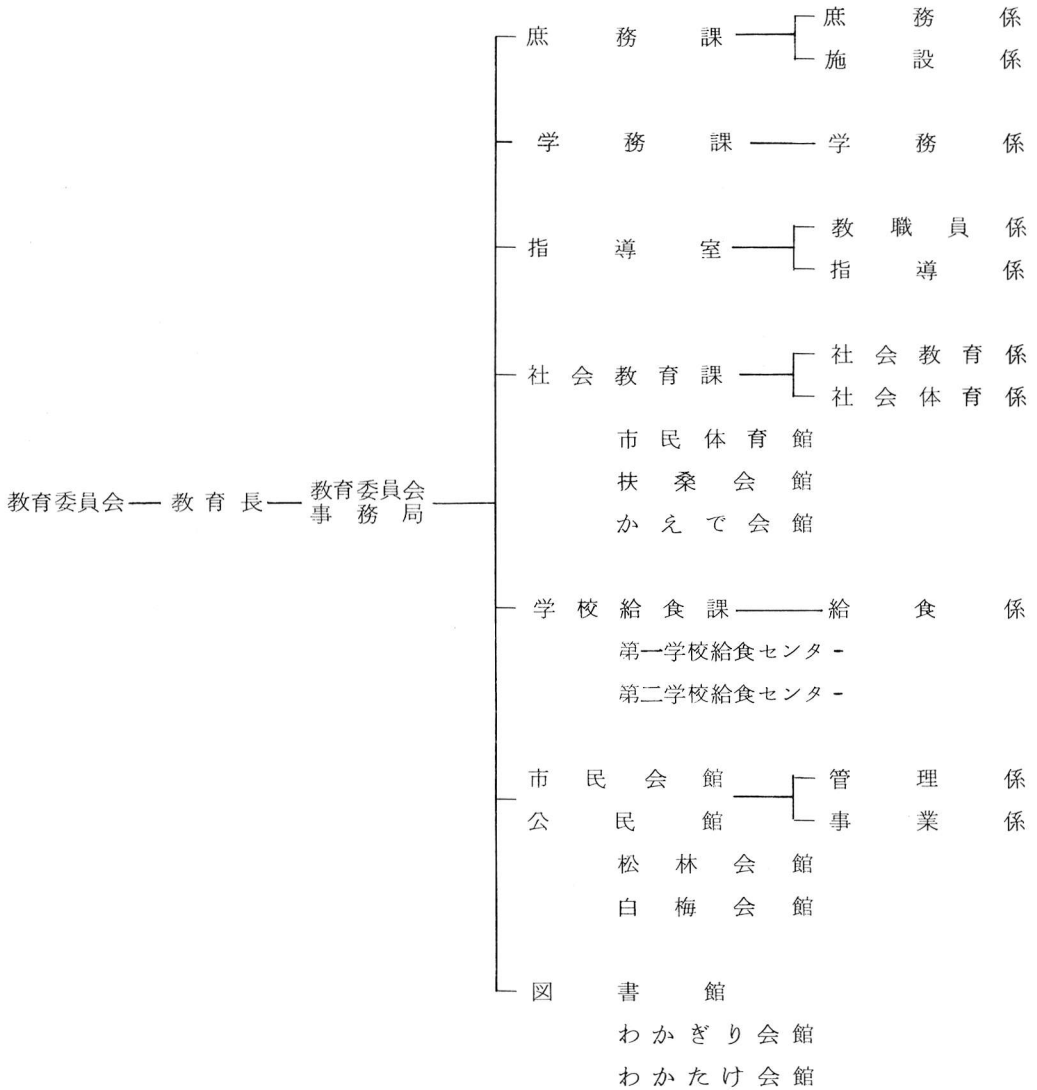 庶務課 庶務係
施設係
学務課 学務係
指導室 教職員係
指導係
社会教育課 社会教育係
社会体育係
市民体育館
扶桑会館
かえで会館
教育委員会 教育長 教育委員会事務局
学校給食課 給食係
第一学校給食センター
第二学校給食センター
市民会館 管理係
公民館 事業係
松林会館
白梅会館
図書館
わかぎり会館
わかたけ会館